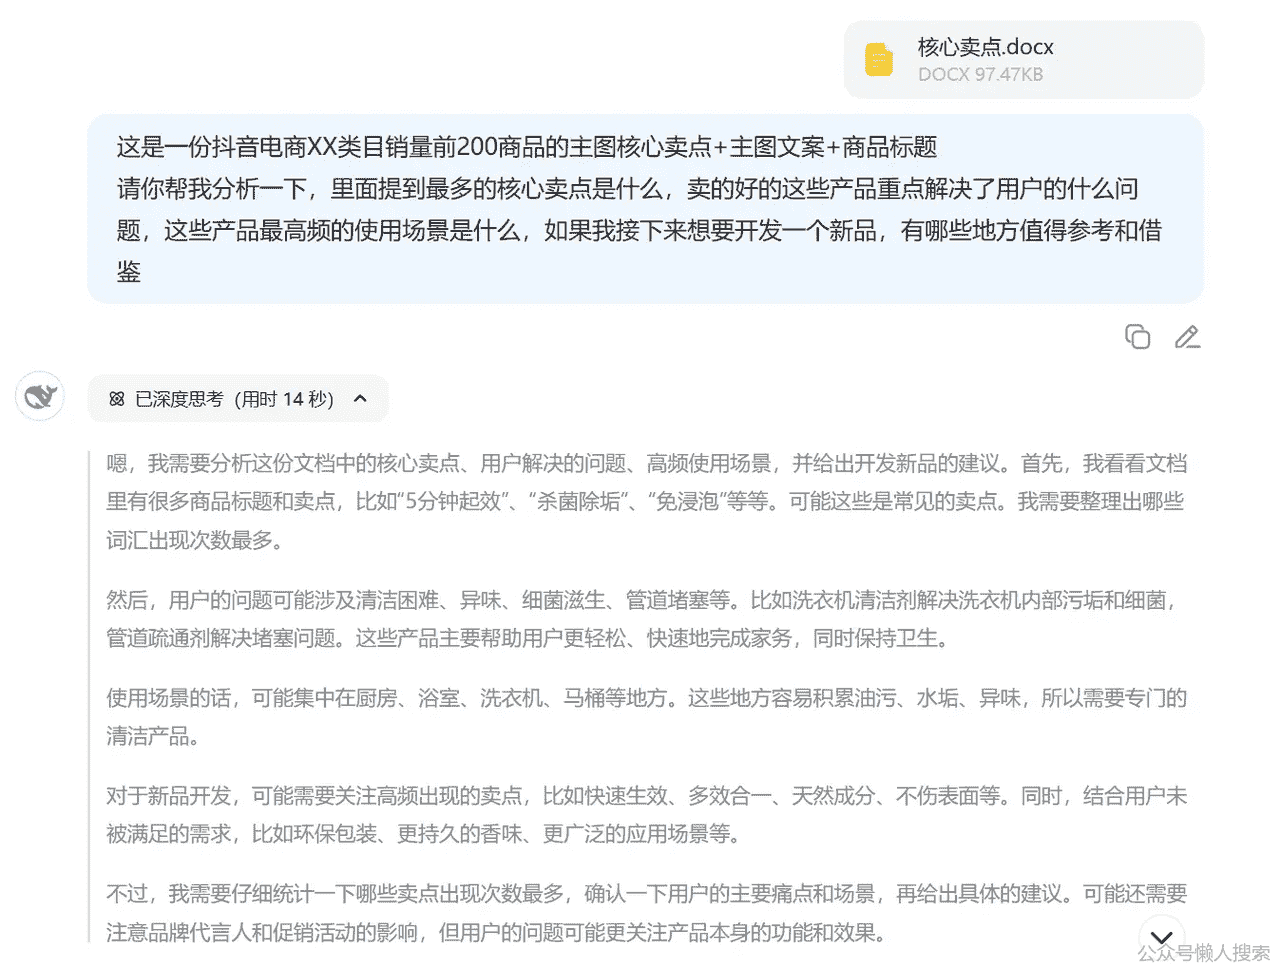 核心卖点.docx
DOCX 97.47KB
这是一份抖音电商XX类目销量前200商品的主图核心卖点+主图文案+商品标题
请你帮我分析一下，里面提到最多的核心卖点是什么，卖的好的这些产品重点解决了用户的什么问
题，这些产品最高频的使用场景是什么，如果我接下来想要开发一个新品，有哪些地方值得参考和借
鉴
已深度思考（用时 14 秒）
嗯，我需要分析这份文档中的核心卖点、用户解决的问题、高频使用场景，并给出开发新品的建议。首先，我看看文档
里有很多商品标题和卖点，比如“5分钟起效”、“杀菌除垢”、“免浸泡”等等。可能这些是常见的卖点。我需要整理出哪些
词汇出现次数最多。
然后，用户的问题可能涉及清洁困难、异味、细菌滋生、管道堵塞等。比如洗衣机清洁剂解决洗衣机内部污垢和细菌，
管道疏通剂解决堵塞问题。这些产品主要帮助用户更轻松、快速地完成家务，同时保持卫生。
使用场景的话，可能集中在厨房、浴室、洗衣机、马桶等地方。这些地方容易积累油污、水垢、异味，所以需要专门的
清洁产品。
对于新品开发，可能需要关注高频出现的卖点，比如快速生效、多效合一、天然成分、不伤表面等。同时，结合用户未
被满足的需求，比如环保包装、更持久的香味、更广泛的应用场景等。
不过，我需要仔细统计一下哪些卖点出现次数最多，确认一下用户的主要痛点和场景，再给出具体的建议。可能还需要
注意品牌代言人和促销活动的影响，但用户的问题可能更关注产品本身的功能和效果。
公众号懒人搜索